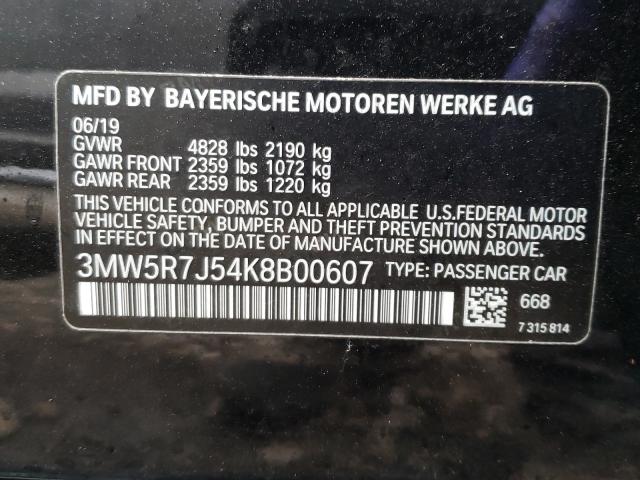 MFD BY BAYERISCHE MOTOREN WERKE AG
06/19
GVWR 4828 lbs 2190 kg
GAWR FRONT 2359 lbs 1072 kg
GAWR REAR 2359 lbs 1220 kg
THIS VEHICLE CONFORMS TO ALL APPLICABLE U.S.FEDERAL MOTOR
VEHICLE SAFETY, BUMPER AND THEFT PREVENTION STANDARDS
IN EFFECT ON THE DATE OF MANUFACTURE SHOWN ABOVE.
3MW5R7J54K8B00607 TYPE: PASSENGER CAR
668
7 315 814